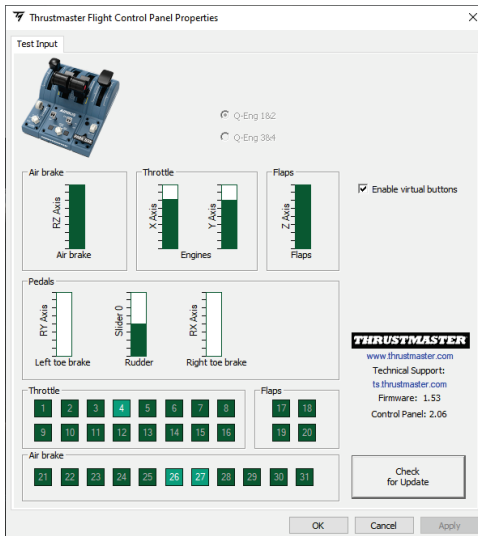 Thrustmaster Flight Control Panel Properties
Test Input
Q-Eng 1&2
Q-Eng 3&4
Air brake
Throttle
Flaps
Enable virtual buttons
RZ Axis
X Axis
Y Axis
Z Axis
Air brake
Engines
Flaps
Pedals
RY Axis
Slider 0
RX Axis
Left toe brake
Rudder
Right toe brake
THRUSTMASTER
www.thrustmaster.com
Technical Support:
ts.thrustmaster.com
Firmware: 1.53
Control Panel: 2.06
Throttle
Flaps
1 2 3 4 5 6 7 8
17 18
9 10 11 12 13 14 15 16
19 20
Air brake
21 22 23 24 25 26 27 28 29 30 31
Check
for Update
OK
Cancel
Apply